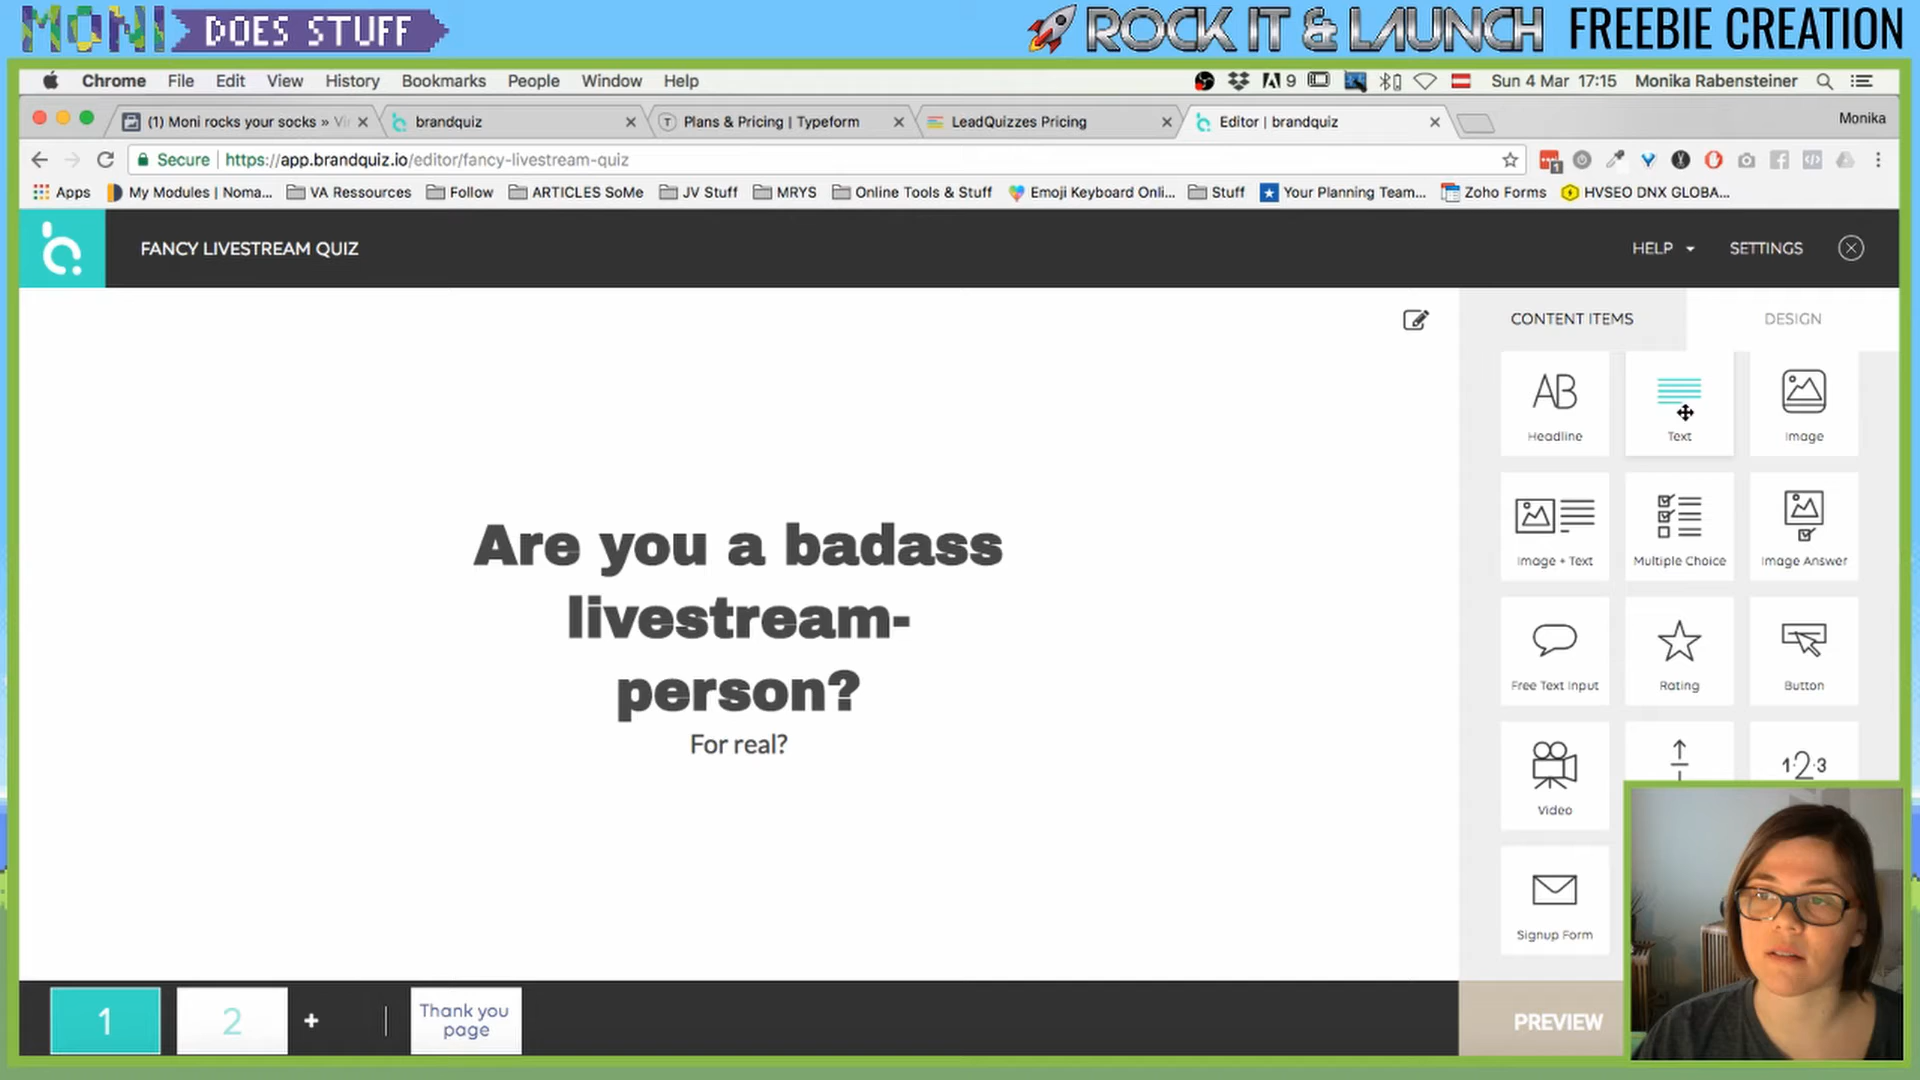 MONI DOES STUFF
ROCK IT & LAUNCH FREEBIE CREATION
Chrome File Edit View History Bookmarks People Window Help
9 Sun 4 Mar 17:15 Monika Rabensteiner
(1) Moni rocks your socks » Vi
brandquiz
Plans & Pricing | Typeform
LeadQuizzes Pricing
Editor | brandquiz
Monika
Secure https://app.brandquiz.io/editor/fancy-livestream-quiz
1
Apps My Modules | Noma... VA Ressources Follow ARTICLES SoMe JV Stuff MRYS Online Tools & Stuff Emoji Keyboard Onli... Stuff Your Planning Team... Zoho Forms HVSEO DNX GLOBA...
FANCY LIVESTREAM QUIZ
HELP SETTINGS
CONTENT ITEMS DESIGN
AB
Headline Text Image
Image + Text Multiple Choice Image Answer
Free Text Input Rating Button
1·2·3
Video
Signup Form
Are you a badass
livestream-
person?
For real?
1 2 +
Thank you
page
PREVIEW